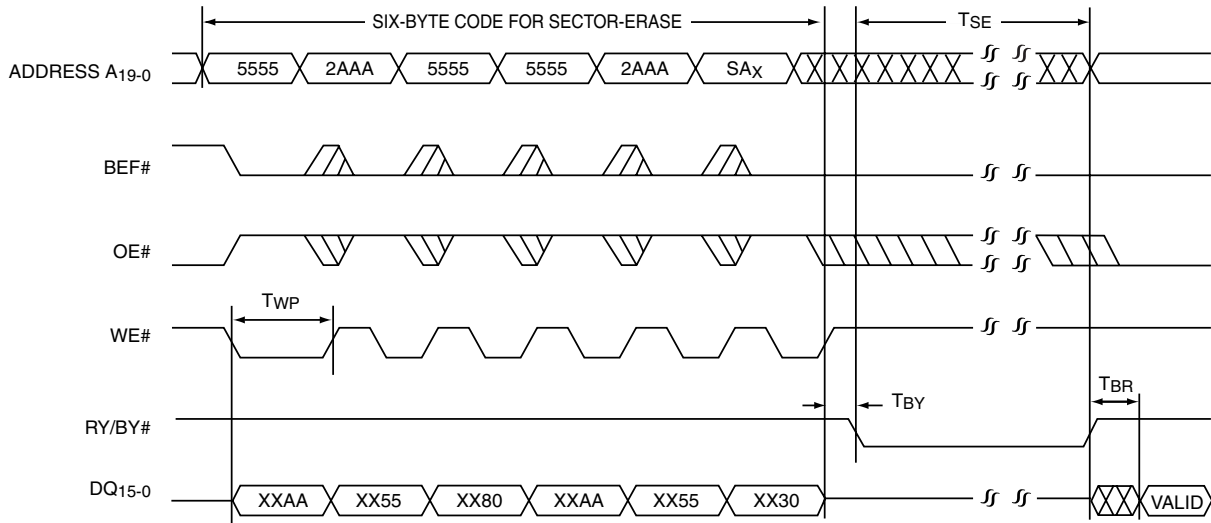 SIX-BYTE CODE FOR SECTOR-ERASE TSE
ADDRESS A19-0 5555 2AAA 5555 5555 2AAA SAX
BEF#
OE#
TWP
WE#
TBR
TBY
RY/BY#
DQ15-0 XXAA XX55 XX80 XXAA XX55 XX30 VALID